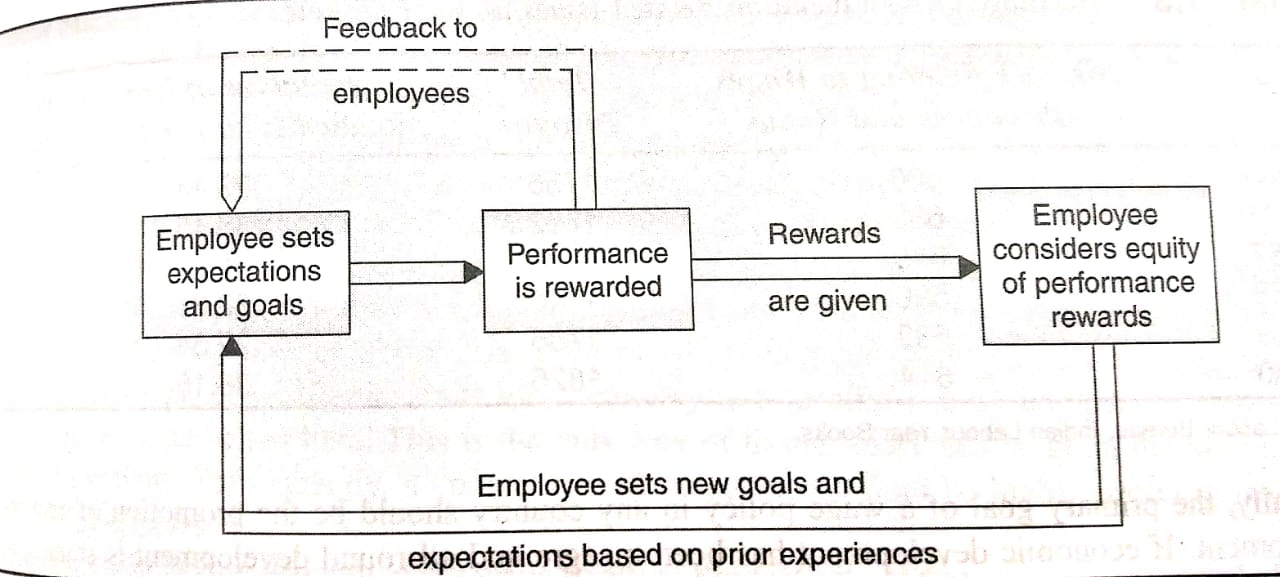 Feedback to
employees
Employee sets
expectations
and goals
Performance
is rewarded
Rewards
are given
Employee
considers equity
of performance
rewards
Employee sets new goals and
expectations based on prior experiences